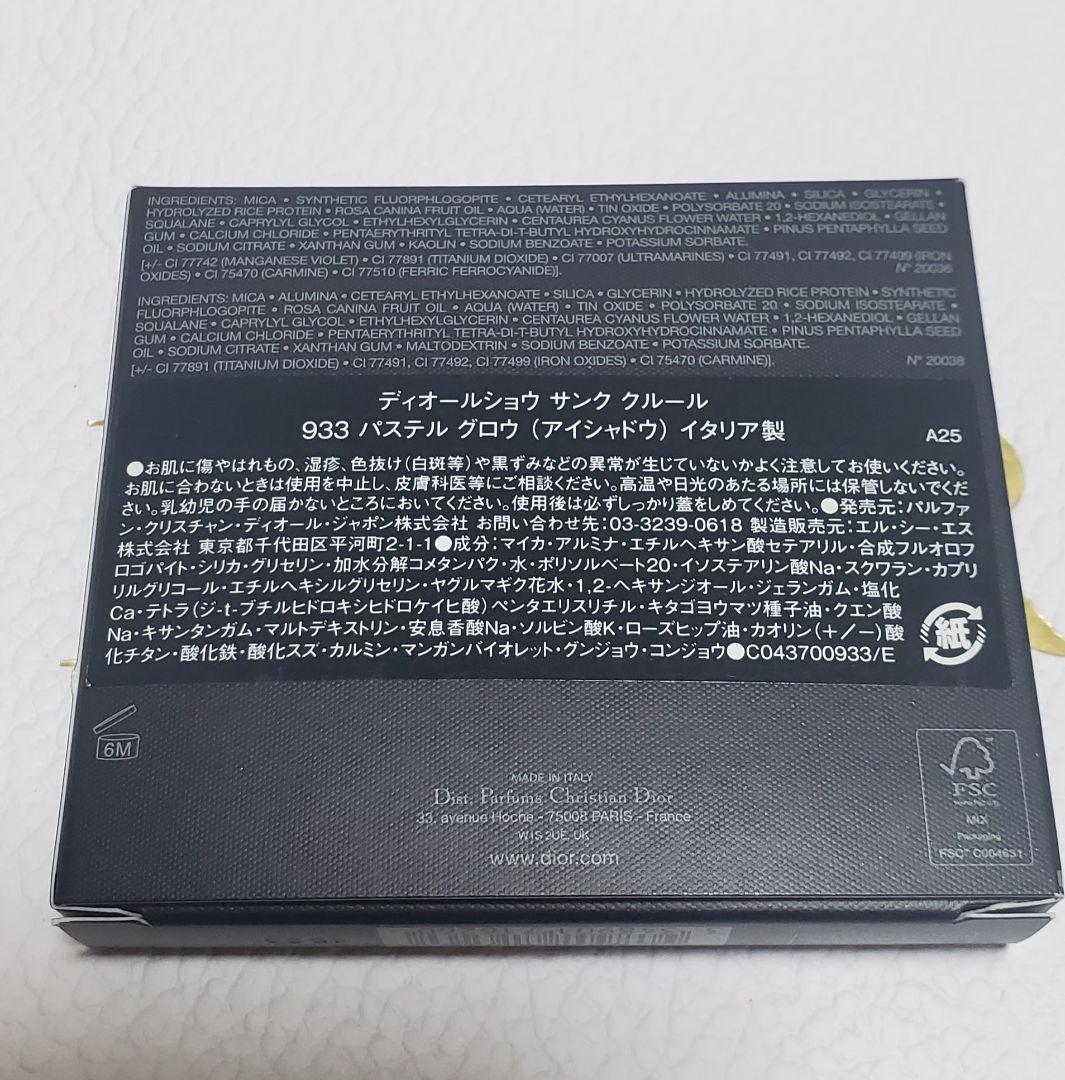 INGREDIENTS: MICA • SYNTHETIC FLUORPHLOGOPITE • CETEARYL ETHYLHEXANOATE • ALUMINA • SILICA • GLYCERIN •
HYDROLYZED RICE PROTEIN • ROSA CANINA FRUIT OIL • AQUA (WATER) • TIN OXIDE • POLYSORBATE 20 • SODIUM ISOSTEARATE •
SQUALANE • CAPRYLYL GLYCOL • ETHYLHEXYLGLYCERIN • CENTAUREA CYANUS FLOWER WATER • 1,2-HEXANEDIOL • GELLAN
GUM • CALCIUM CHLORIDE • PENTAERYTHRITYL TETRA-DI-T-BUTYL HYDROXYHYDROCINNAMATE • PINUS PENTAPHYLLA SEED
OIL • SODIUM CITRATE • XANTHAN GUM • KAOLIN • SODIUM BENZOATE • POTASSIUM SORBATE.
[+/- CI 77742 (MANGANESE VIOLET) • CI 77891 (TITANIUM DIOXIDE) • CI 77007 (ULTRAMARINES) • CI 77491, CI 77492, CI 77499 (IRON
OXIDES) • CI 75470 (CARMINE) • CI 77510 (FERRIC FERROCYANIDE)]. N° 20036
INGREDIENTS: MICA • ALUMINA • CETEARYL ETHYLHEXANOATE • SILICA • GLYCERIN • HYDROLYZED RICE PROTEIN • SYNTHETIC
FLUORPHLOGOPITE • ROSA CANINA FRUIT OIL • AQUA (WATER) • TIN OXIDE • POLYSORBATE 20 • SODIUM ISOSTEARATE •
SQUALANE • CAPRYLYL GLYCOL • ETHYLHEXYLGLYCERIN • CENTAUREA CYANUS FLOWER WATER • 1,2-HEXANEDIOL • GELLAN
GUM • CALCIUM CHLORIDE • PENTAERYTHRITYL TETRA-DI-T-BUTYL HYDROXYHYDROCINNAMATE • PINUS PENTAPHYLLA SEED
OIL • SODIUM CITRATE • XANTHAN GUM • MALTODEXTRIN • SODIUM BENZOATE • POTASSIUM SORBATE.
[+/- CI 77891 (TITANIUM DIOXIDE) • CI 77491, CI 77492, CI 77499 (IRON OXIDES) • CI 75470 (CARMINE)]. N° 20038
ディオールショウ サンク クルール
933 パステル グロウ (アイシャドウ) イタリア製 A25
●お肌に傷やはれもの、湿疹、色抜け(白斑等)や黒ずみなどの異常が生じていないかよく注意してお使いください。
お肌に合わないときは使用を中止し、皮膚科医等にご相談ください。高温や日光のあたる場所には保管しないでくだ
さい。乳幼児の手の届かないところにおいてください。使用後は必ずしっかり蓋をしめてください。●発売元:パルファ
ン・クリスチャン・ディオール・ジャポン株式会社 お問い合わせ先:03-3239-0618 製造販売元:エル・シー・エス
株式会社 東京都千代田区平河町2-1-1●成分:マイカ・アルミナ・エチルヘキサン酸セテアリル・合成フルオロフ
ロゴパイト・シリカ・グリセリン・加水分解コメタンパク・水・ポリソルベート20・イソステアリン酸Na・スクワラン・カプリ
リルグリコール・エチルヘキシルグリセリン・ヤグルマギク花水・1,2-ヘキサンジオール・ジェランガム・塩化
Ca・テトラ(ジ-t-ブチルヒドロキシヒドロケイヒ酸)ペンタエリスリチル・キタゴヨウマツ種子油・クエン酸
Na・キサンタンガム・マルトデキストリン・安息香酸Na・ソルビン酸K・ローズヒップ油・カオリン(+/-)酸
化チタン・酸化鉄・酸化スズ・カルミン・マンガンバイオレット・グンジョウ・コンジョウ●C043700933/E
紙
6M
MADE IN ITALY
Dist. Parfums Christian Dior
33, avenue Hoche - 75008 PARIS - France
W1S 2UE, UK
www.dior.com
FSC
www.fsc.org
MIX
Packaging
FSC™ C004631